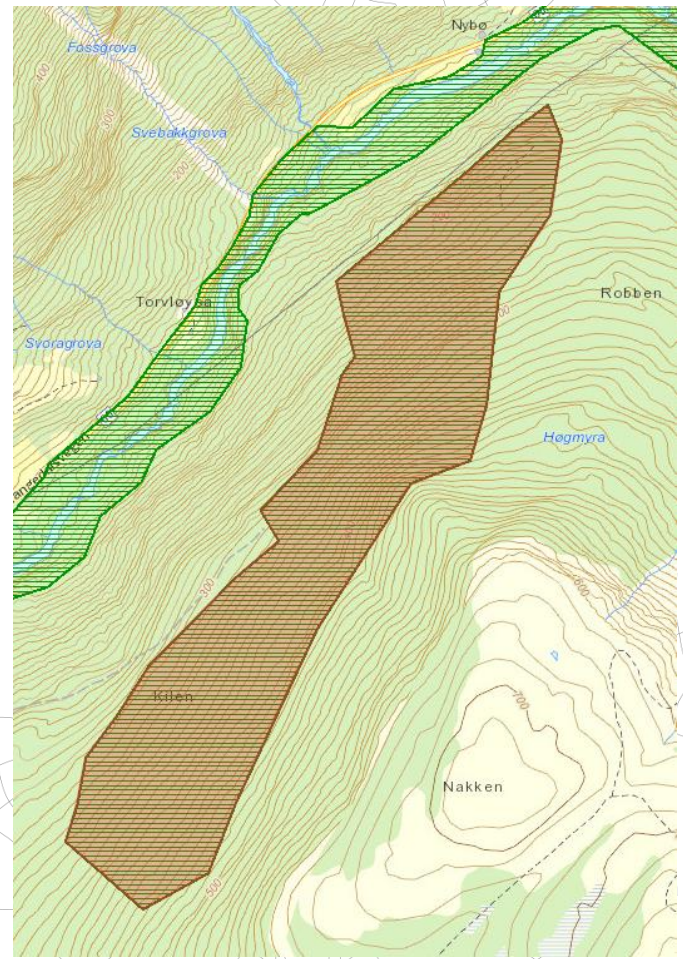 Nybø
Fossgrova
400
300
Svebakkgrova
200
Robben
Torvløysa
Svoragrova
Høgmyra
300
600
Kilen
700
Nakken
500